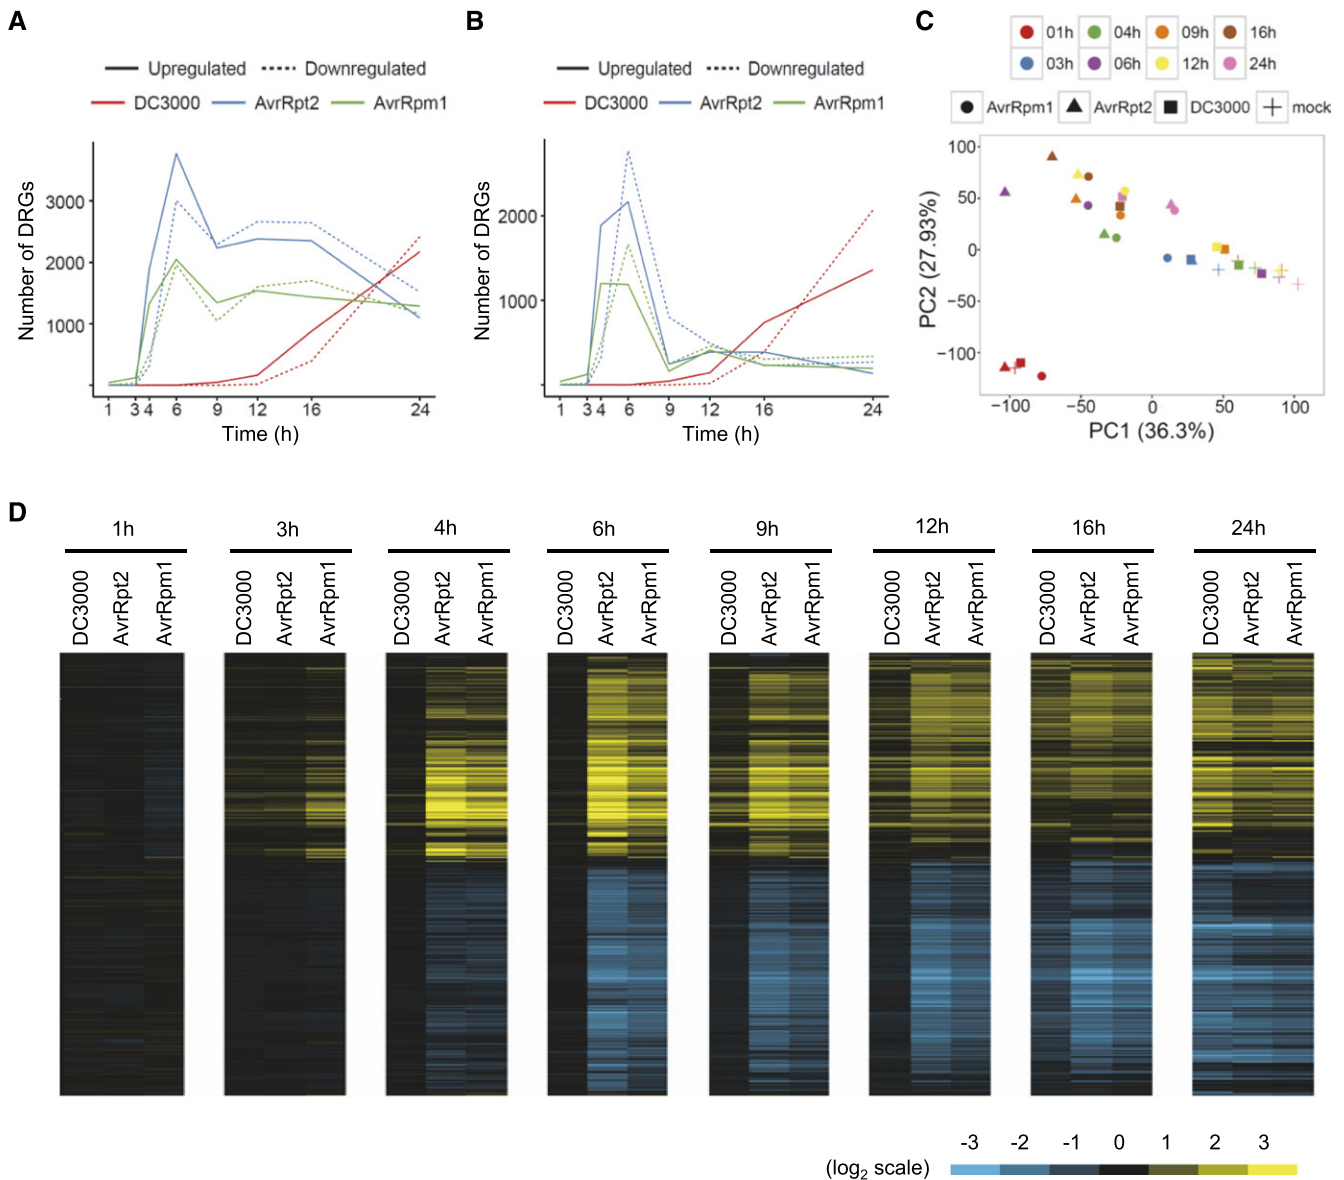 A
Upregulated Downregulated
DC3000 AvrRpt2 AvrRpm1
Number of DRGs
3000
2000
1000
1 3 4 6 9 12 16 24
Time (h)
B
Upregulated Downregulated
DC3000 AvrRpt2 AvrRpm1
Number of DRGs
2000
1000
1 3 4 6 9 12 16 24
Time (h)
C
01h 04h 09h 16h
03h 06h 12h 24h
AvrRpm1 AvrRpt2 DC3000 mock
PC2 (27.93%)
100
50
0
−50
−100
−100 −50 0 50 100
PC1 (36.3%)
D
1h 3h 4h 6h 9h 12h 16h 24h
DC3000 AvrRpt2 AvrRpm1 DC3000 AvrRpt2 AvrRpm1 DC3000 AvrRpt2 AvrRpm1 DC3000 AvrRpt2 AvrRpm1 DC3000 AvrRpt2 AvrRpm1 DC3000 AvrRpt2 AvrRpm1 DC3000 AvrRpt2 AvrRpm1 DC3000 AvrRpt2 AvrRpm1
-3 -2 -1 0 1 2 3
(log₂ scale)